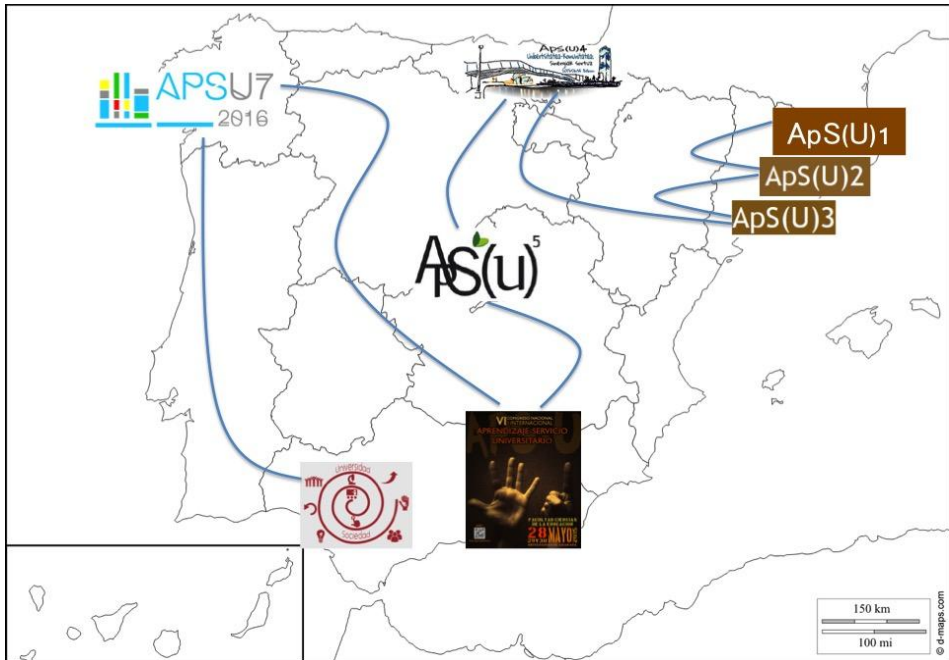 APSU7
2016
ApS(U)4
ApS(U)1
ApS(U)2
ApS(U)3
ApS(u)5
VI CONGRESO NACIONAL
INTERNACIONAL
APRENDIZAJE-SERVICIO
UNIVERSITARIO
28 MAYO
Universidad
Sociedad
150 km
100 mi
© d-maps.com